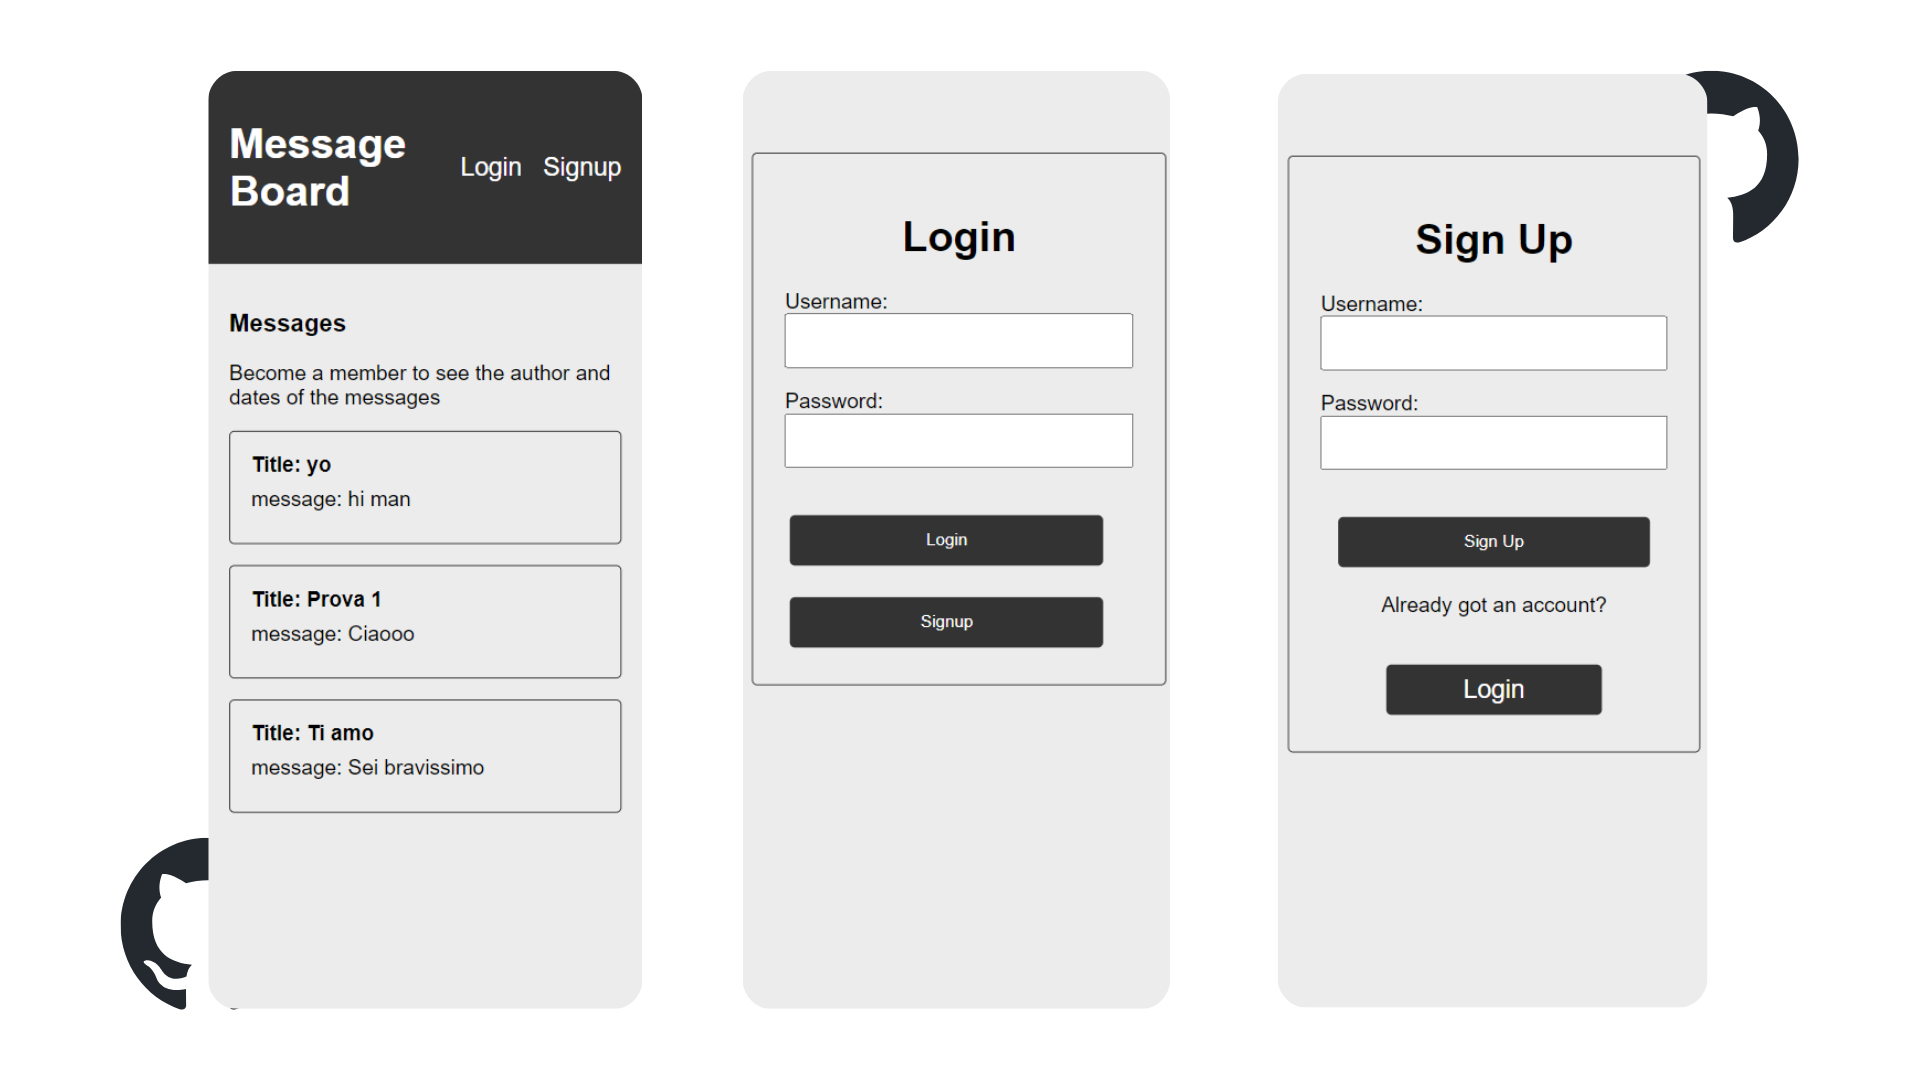 Message
Board
Login Signup
Messages
Become a member to see the author and
dates of the messages
Title: yo
message: hi man
Title: Prova 1
message: Ciaooo
Title: Ti amo
message: Sei bravissimo
Login
Username:
Password:
Login
Signup
Sign Up
Username:
Password:
Sign Up
Already got an account?
Login